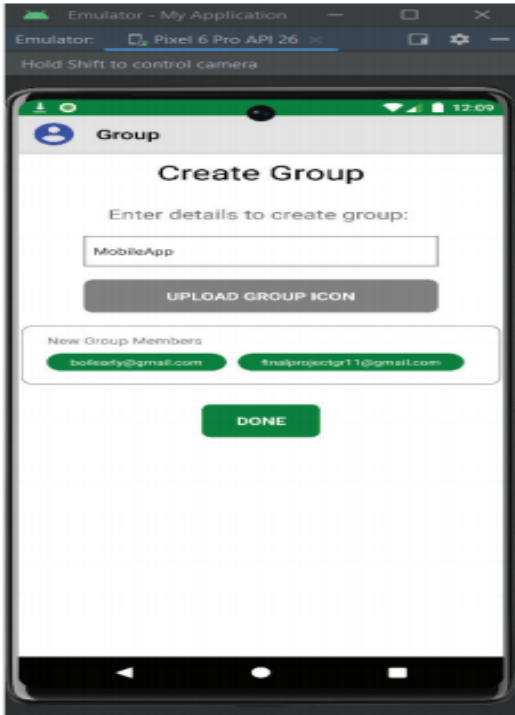 Emulator - My Application
Emulator: Pixel 6 Pro API 26
Hold Shift to control camera
12:09
Group
Create Group
Enter details to create group:
MobileApp
UPLOAD GROUP ICON
New Group Members
finalprojectgr11@gmail.com
DONE